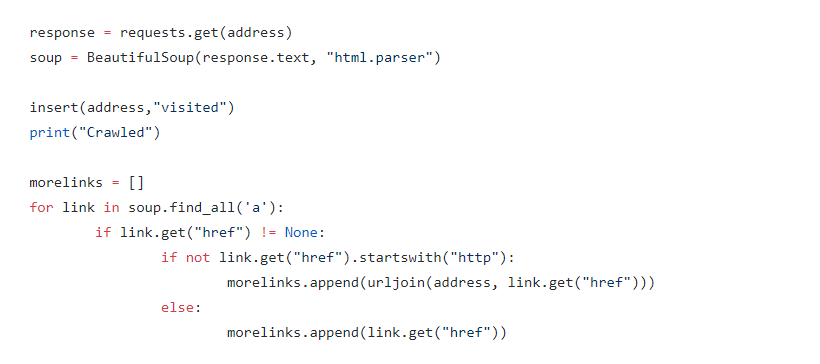 response = requests.get(address)
soup = BeautifulSoup(response.text, "html.parser")
insert(address,"visited")
print("Crawled")
morelinks = []
for link in soup.find_all('a'):
if link.get("href") != None:
if not link.get("href").startswith("http"):
morelinks.append(urljoin(address, link.get("href")))
else:
morelinks.append(link.get("href"))